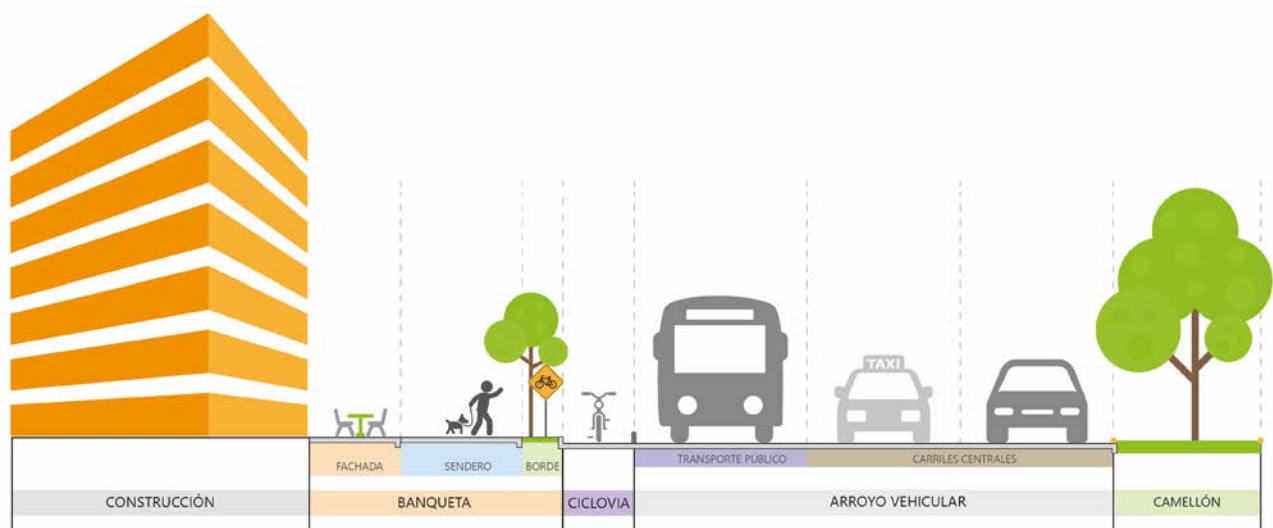 TAXI
FACHADA
SENDERO
BORDE
TRANSPORTE PÚBLICO
CARRILES CENTRALES
CONSTRUCCIÓN
BANQUETA
CICLOVIA
ARROYO VEHICULAR
CAMELLÓN